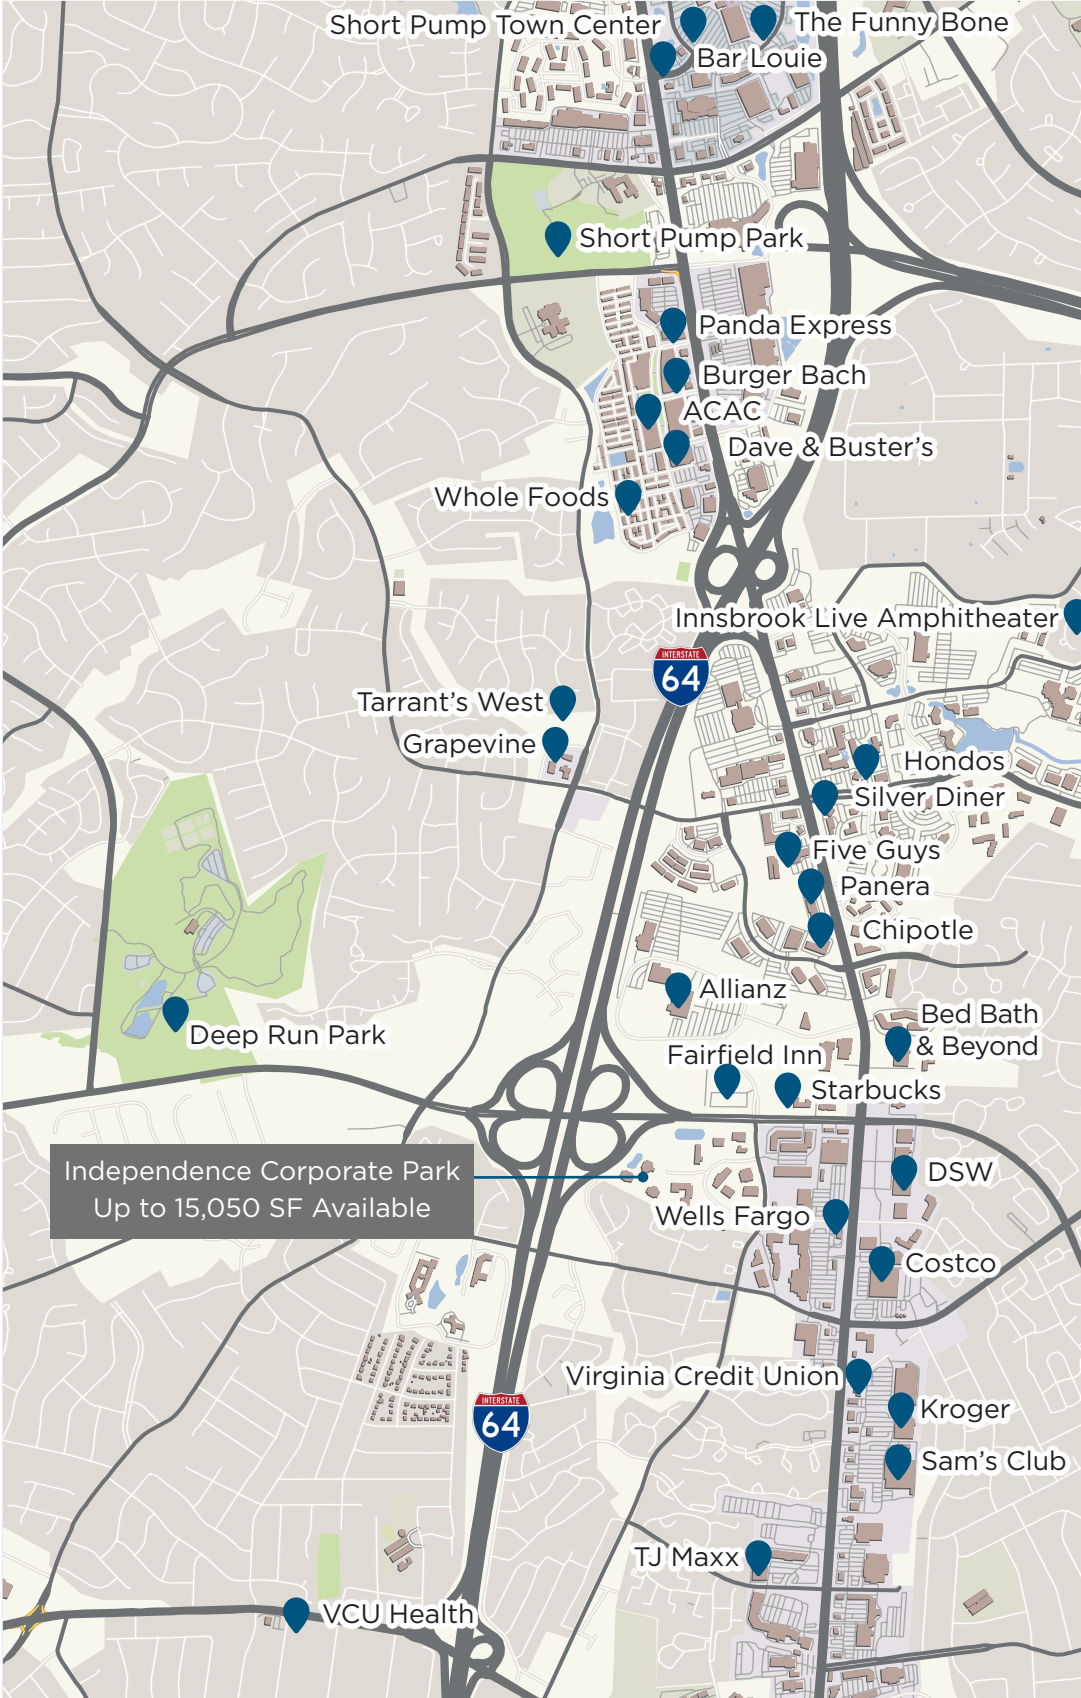 Short Pump Town Center
The Funny Bone
Bar Louie
Short Pump Park
Panda Express
Burger Bach
ACAC
Dave & Buster's
Whole Foods
Innsbrook Live Amphitheater
INTERSTATE
64
Tarrant's West
Grapevine
Hondos
Silver Diner
Five Guys
Panera
Chipotle
Allianz
Bed Bath
& Beyond
Deep Run Park
Fairfield Inn
Starbucks
Independence Corporate Park
Up to 15,050 SF Available
DSW
Wells Fargo
Costco
Virginia Credit Union
INTERSTATE
64
Kroger
Sam's Club
TJ Maxx
VCU Health